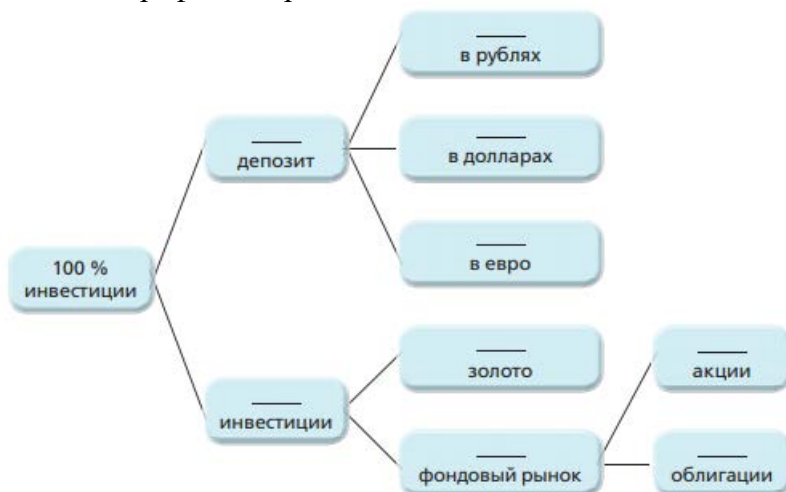 в рублях
депозит
в долларах
в евро
100 %
инвестиции
инвестиции
золото
фондовый рынок
акции
облигации